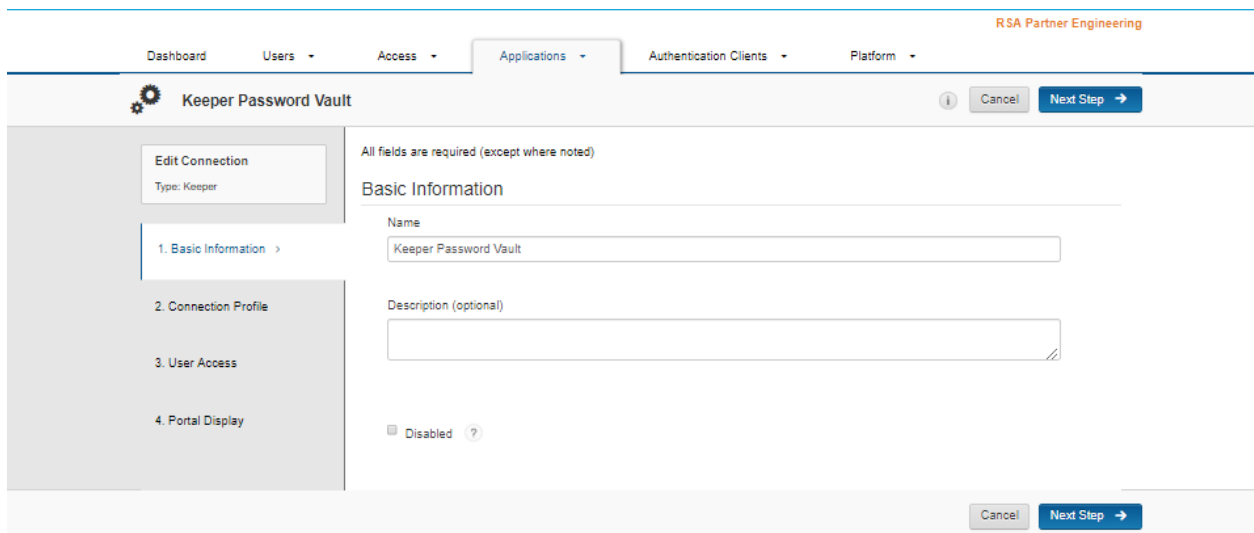 RSA Partner Engineering
Dashboard Users Access Applications Authentication Clients Platform
Keeper Password Vault i Cancel Next Step →
Edit Connection
Type: Keeper
1. Basic Information >
2. Connection Profile
3. User Access
4. Portal Display
All fields are required (except where noted)
Basic Information
Name
Keeper Password Vault
Description (optional)
Disabled ?
Cancel Next Step →